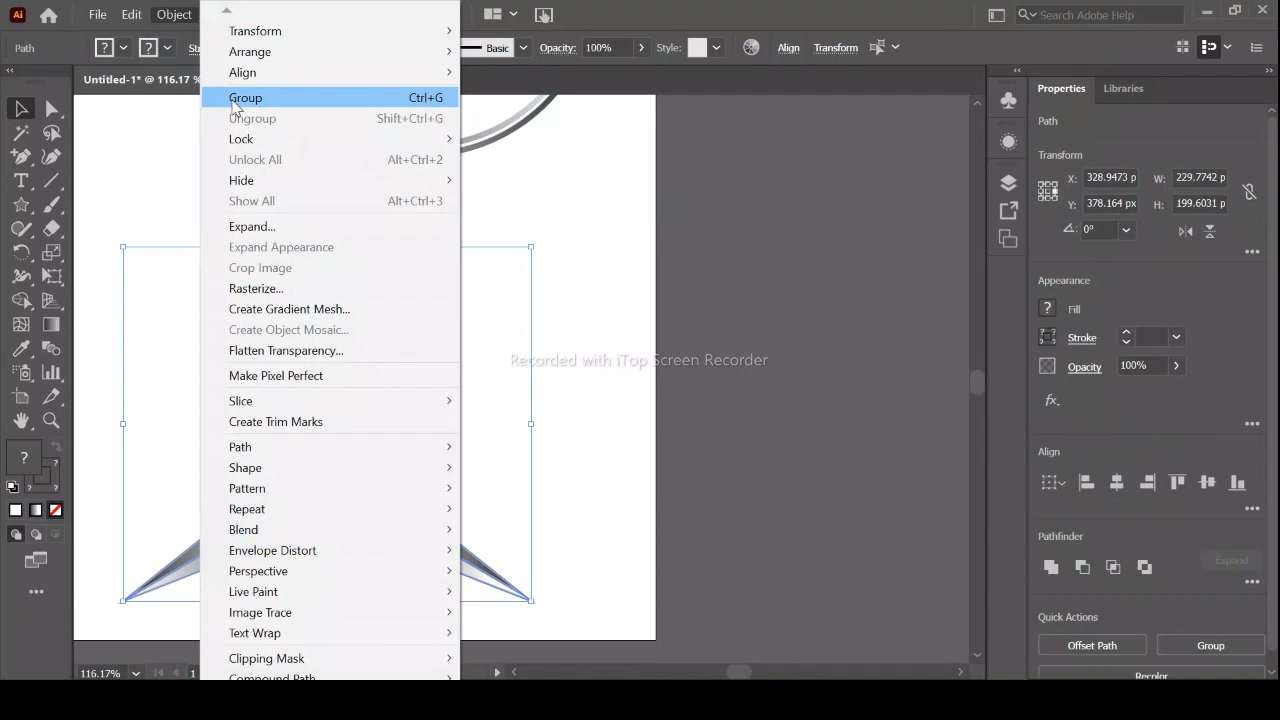 Ai File Edit Object Search Adobe Help
Path ? ? Basic Opacity: 100% Style: Align Transform
Untitled-1* @ 116.17 %
Transform
Arrange
Align
Group Ctrl+G
Ungroup Shift+Ctrl+G
Lock
Unlock All Alt+Ctrl+2
Hide
Show All Alt+Ctrl+3
Expand...
Expand Appearance
Crop Image
Rasterize...
Create Gradient Mesh...
Create Object Mosaic...
Flatten Transparency...
Make Pixel Perfect
Slice
Create Trim Marks
Path
Shape
Pattern
Repeat
Blend
Envelope Distort
Perspective
Live Paint
Image Trace
Text Wrap
Clipping Mask
Recorded with iTop Screen Recorder
Properties Libraries
Path
Transform
X: 328.9473 p W: 229.7742 p
Y: 378.164 px H: 199.6031 p
0°
Appearance
? Fill
Stroke
Opacity 100%
fx.
Align
Pathfinder
Expand
Quick Actions
Offset Path Group
? ? ? ?
116.17% 1